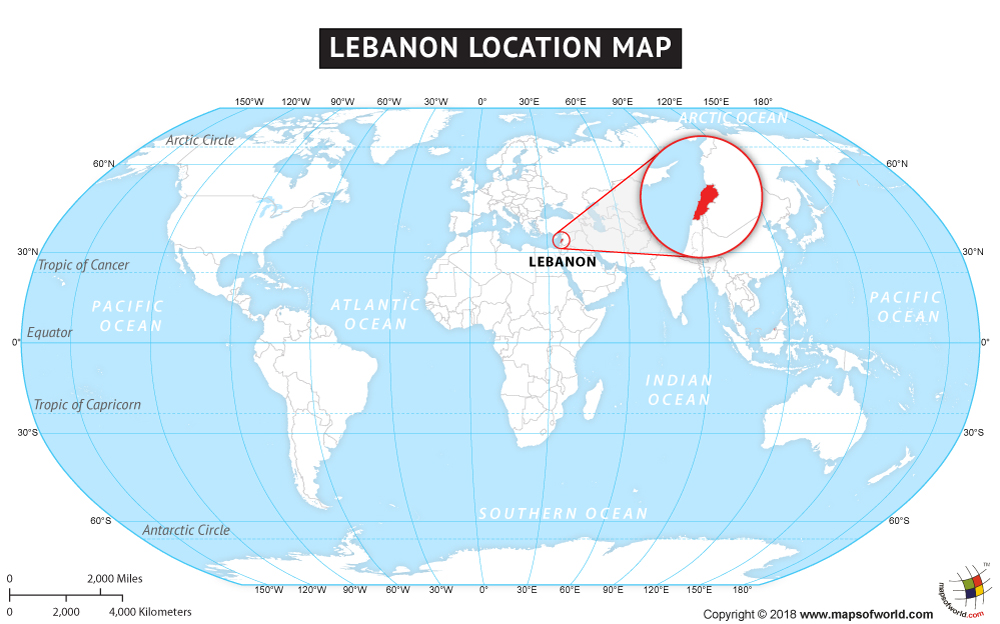 LEBANON LOCATION MAP
150°W 120°W 90°W 60°W 30°W 0° 30°E 60°E 90°E 120°E 150°E 180°
ARCTIC OCEAN
Arctic Circle
60°N 60°N
30°N 30°N
LEBANON
Tropic of Cancer
PACIFIC
OCEAN
ATLANTIC
OCEAN
PACIFIC
OCEAN
Equator
0° 0°
INDIAN
OCEAN
Tropic of Capricorn
30°S 30°S
SOUTHERN OCEAN
60°S 60°S
Antarctic Circle
150°W 120°W 90°W 60°W 30°W 0° 30°E 60°E 90°E 120°E 150°E 180°
0 2,000 Miles
0 2,000 4,000 Kilometers
Copyright © 2018 www.mapsofworld.com
mapsofworld.com
TM